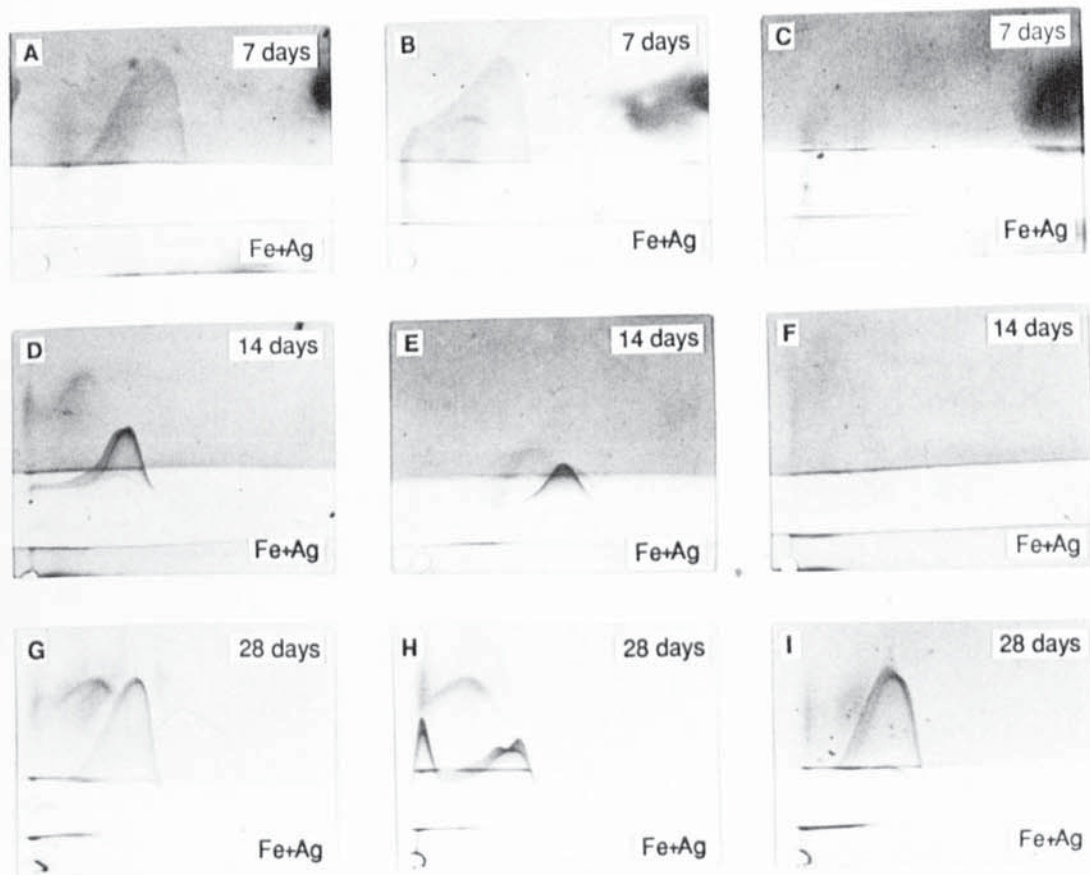 A 7 days
Fe+Ag
B 7 days
Fe+Ag
C 7 days
Fe+Ag
D 14 days
Fe+Ag
E 14 days
Fe+Ag
F 14 days
Fe+Ag
G 28 days
Fe+Ag
H 28 days
Fe+Ag
I 28 days
Fe+Ag